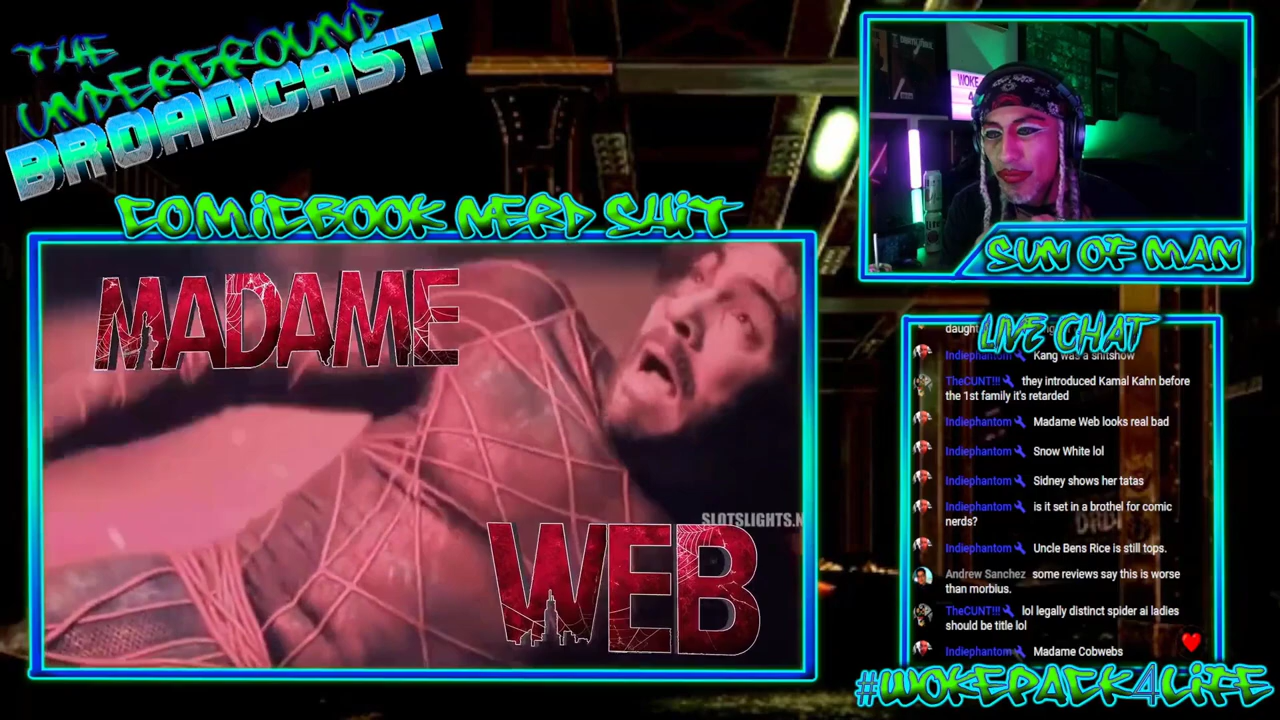 THE
UNDERGROUND
BROADCAST
COMICBOOK NERD SHIT
MADAME
WEB
SLOTSLIGHTS.N
WOKE
SUN OF MAN
LIVE CHAT
daught
Indiephantom Kang was a shitshow
TheCUNT!!! they introduced Kamal Kahn before
the 1st family it's retarded
Indiephantom Madame Web looks real bad
Indiephantom Snow White lol
Indiephantom Sidney shows her tatas
Indiephantom is it set in a brothel for comic
nerds?
Indiephantom Uncle Bens Rice is still tops.
Andrew Sanchez some reviews say this is worse
than morbius.
TheCUNT!!! lol legally distinct spider ai ladies
should be title lol
Indiephantom Madame Cobwebs
#WOKEPACK4LIFE